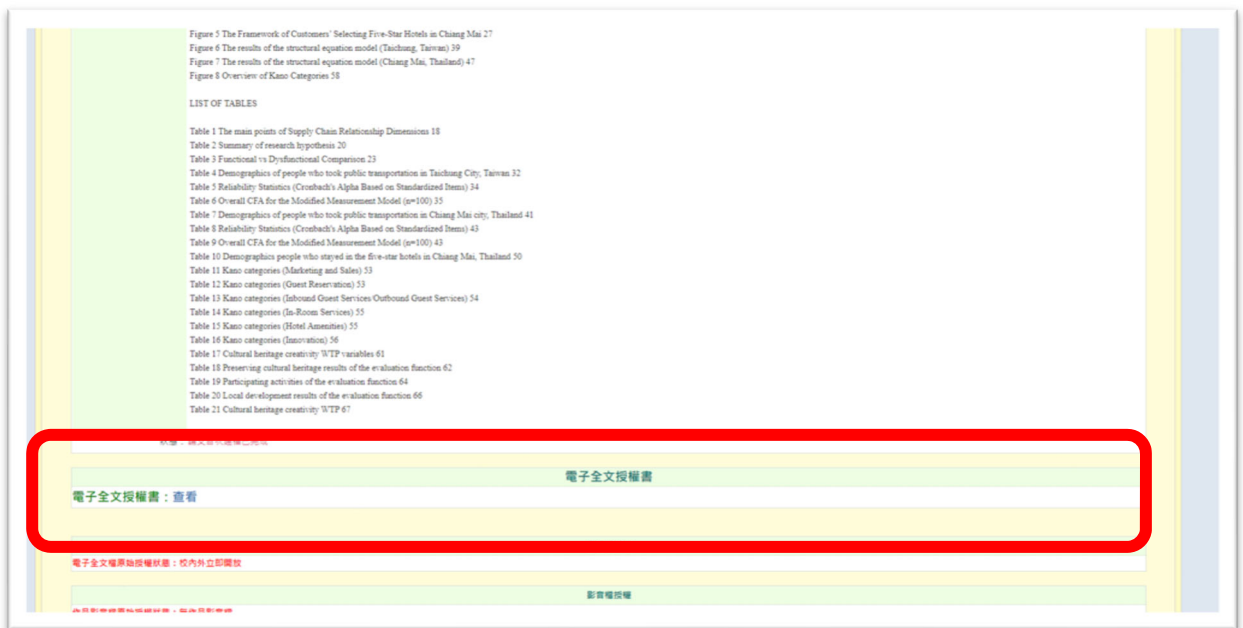 Figure 5 The Framework of Customers' Selecting Five-Star Hotels in Chiang Mai 27
Figure 6 The results of the structural equation model (Taichung, Taiwan) 39
Figure 7 The results of the structural equation model (Chiang Mai, Thailand) 47
Figure 8 Overview of Kano Categories 58
LIST OF TABLES
Table 1 The main points of Supply Chain Relationship Dimensions 18
Table 2 Summary of research hypothesis 20
Table 3 Functional vs Dysfunctional Comparison 23
Table 4 Demographics of people who took public transportation in Taichung City, Taiwan 32
Table 5 Reliability Statistics (Cronbach's Alpha Based on Standardized Items) 34
Table 6 Overall CFA for the Modified Measurement Model (n=100) 35
Table 7 Demographics of people who took public transportation in Chiang Mai city, Thailand 41
Table 8 Reliability Statistics (Cronbach's Alpha Based on Standardized Items) 43
Table 9 Overall CFA for the Modified Measurement Model (n=100) 43
Table 10 Demographics people who stayed in the five-star hotels in Chiang Mai, Thailand 50
Table 11 Kano categories (Marketing and Sales) 53
Table 12 Kano categories (Guest Reservation) 53
Table 13 Kano categories (Inbound Guest Services/Outbound Guest Services) 54
Table 14 Kano categories (In-Room Services) 55
Table 15 Kano categories (Hotel Amenities) 55
Table 16 Kano categories (Innovation) 56
Table 17 Cultural heritage creativity WTP variables 61
Table 18 Preserving cultural heritage results of the evaluation function 62
Table 19 Participating activities of the evaluation function 64
Table 20 Local development results of the evaluation function 66
Table 21 Cultural heritage creativity WTP 67
電子全文授權書
電子全文授權書：查看
電子全文檔原始授權狀態：校內外立即開放
影音檔授權